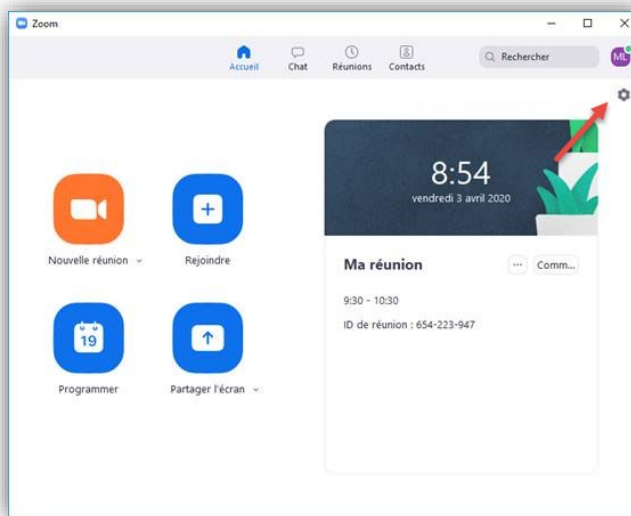 Zoom
Accueil
Chat
Réunions
Contacts
Rechercher
ML
8:54
vendredi 3 avril 2020
Nouvelle réunion
Rejoindre
Ma réunion
Comm...
9:30 - 10:30
ID de réunion : 654-223-947
19
Programmer
Partager l'écran